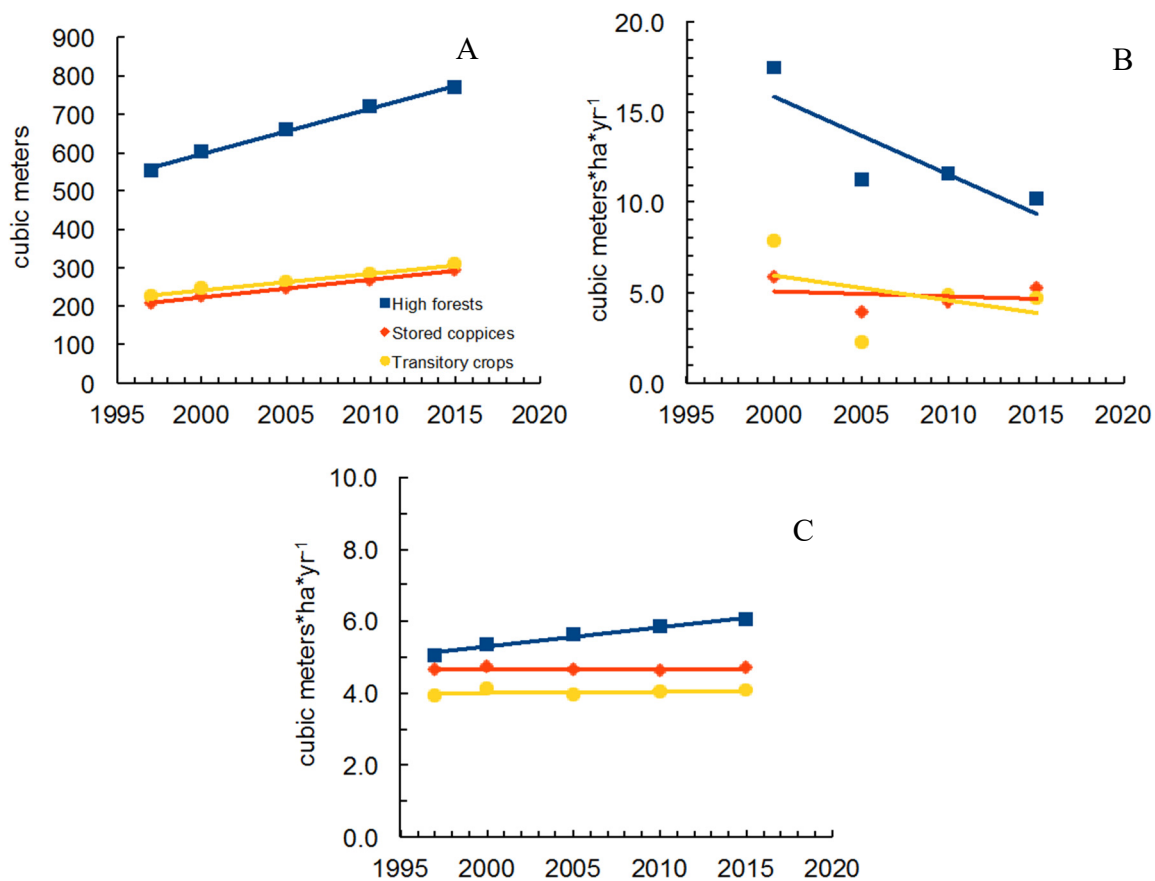 A
cubic meters
900
800
700
600
500
400
300
200
100
0
1995 2000 2005 2010 2015 2020
High forests
Stored coppices
Transitory crops
B
cubic meters*ha*yr⁻¹
20.0
15.0
10.0
5.0
0.0
1995 2000 2005 2010 2015 2020
C
cubic meters*ha*yr⁻¹
10.0
8.0
6.0
4.0
2.0
0.0
1995 2000 2005 2010 2015 2020